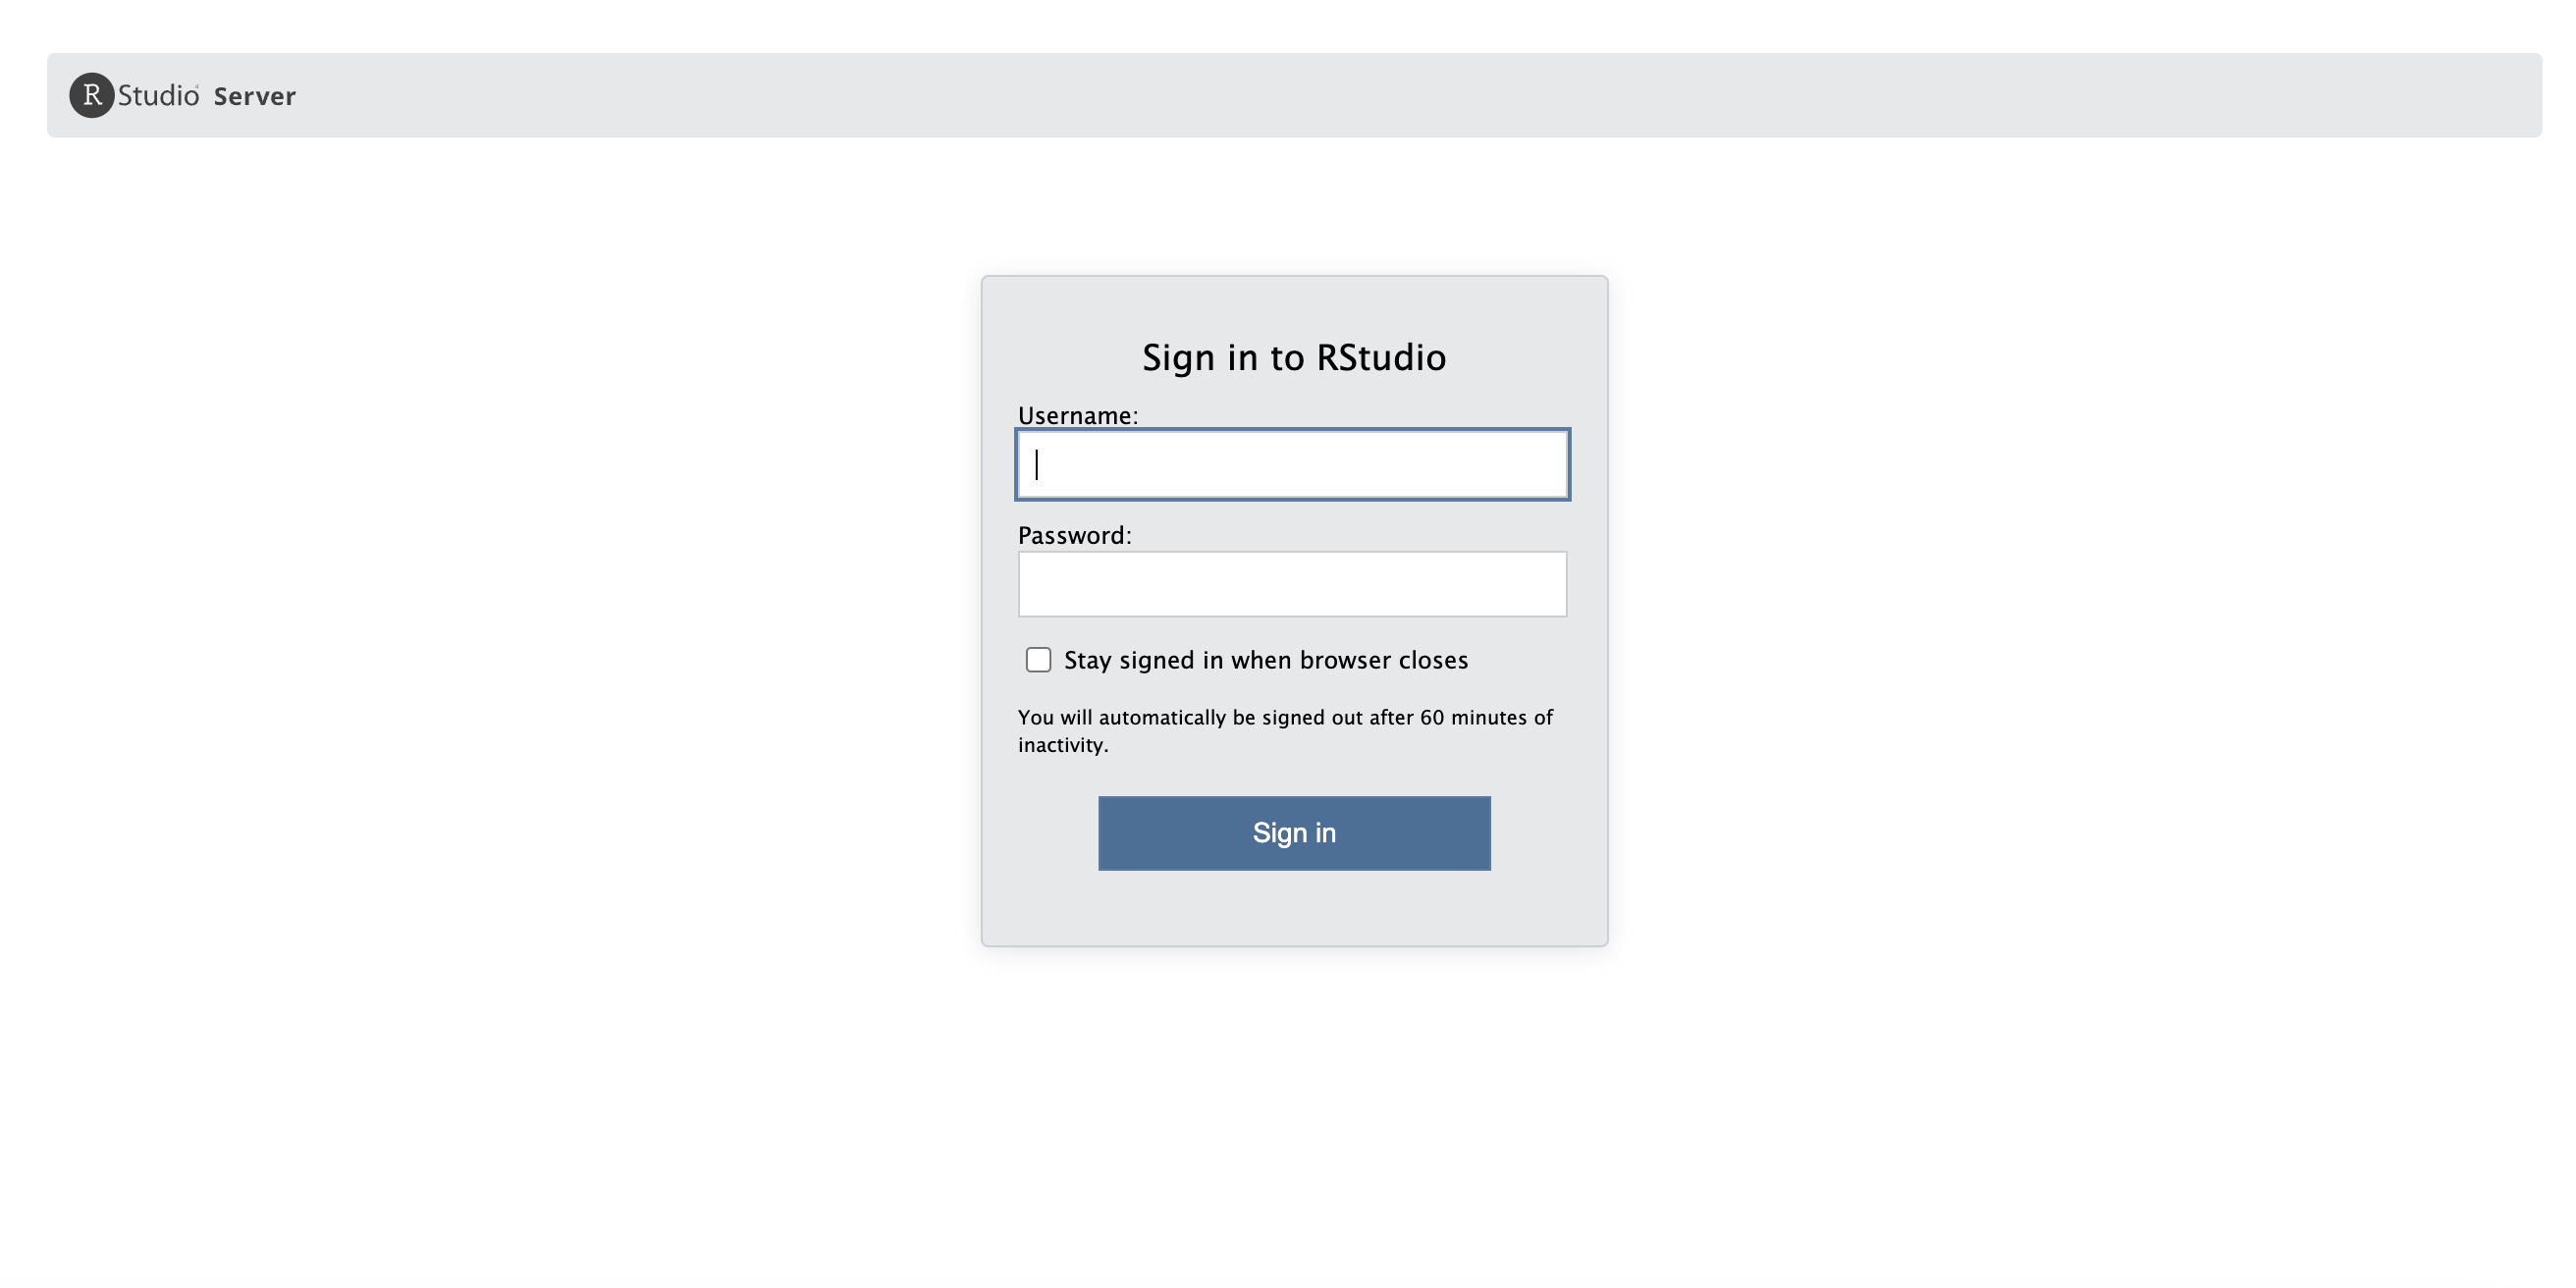 RStudio Server
Sign in to RStudio
Username:
Password:
Stay signed in when browser closes
You will automatically be signed out after 60 minutes of
inactivity.
Sign in